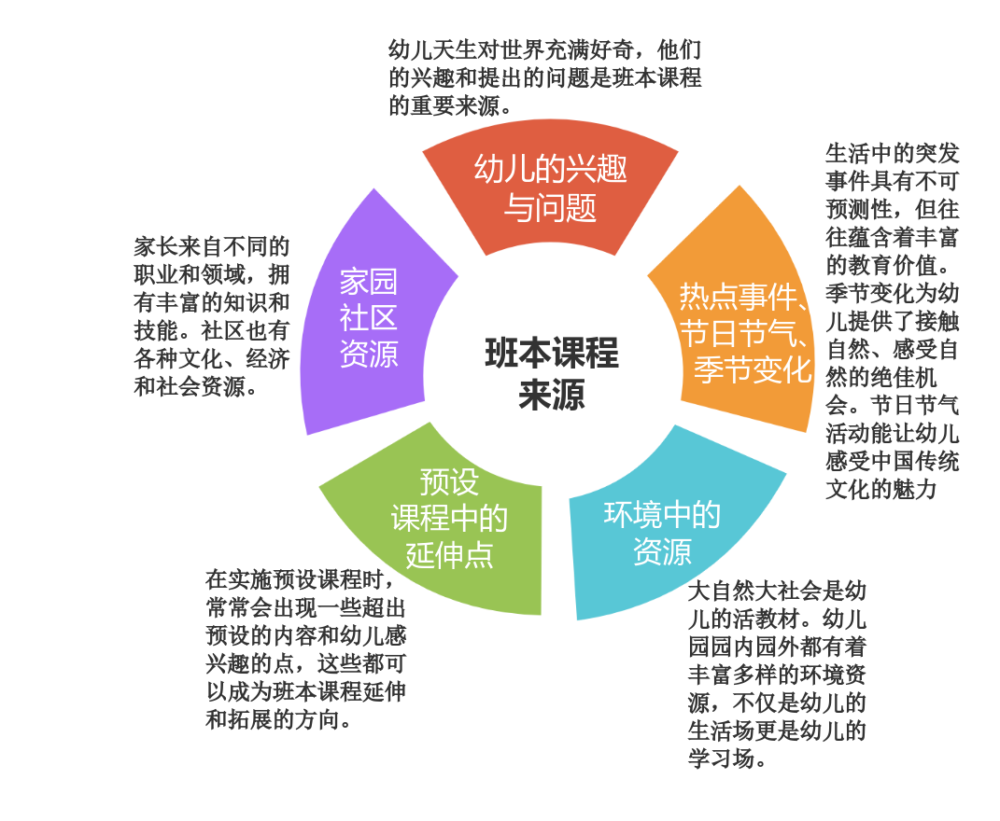 幼儿天生对世界充满好奇，他们
的兴趣和提出的问题是班本课程
的重要来源。
幼儿的兴趣
与问题
生活中的突发
事件具有不可
预测性，但往
往蕴含着丰富
的教育价值。
季节变化为幼
儿提供了接触
自然、感受自
然的绝佳机
会。节日节气
活动能让幼儿
感受中国传统
文化的魅力
热点事件、
节日节气、
季节变化
家长来自不同的
职业和领域，拥
有丰富的知识和
技能。社区也有
各种文化、经济
和社会资源。
家园
社区
资源
班本课程
来源
预设
课程中的
延伸点
环境中的
资源
在实施预设课程时，
常常会出现一些超出
预设的内容和幼儿感
兴趣的点，这些都可
以成为班本课程延伸
和拓展的方向。
大自然大社会是幼
儿的活教材。幼儿
园园内园外都有着
丰富多样的环境资
源，不仅是幼儿的
生活场更是幼儿的
学习场。